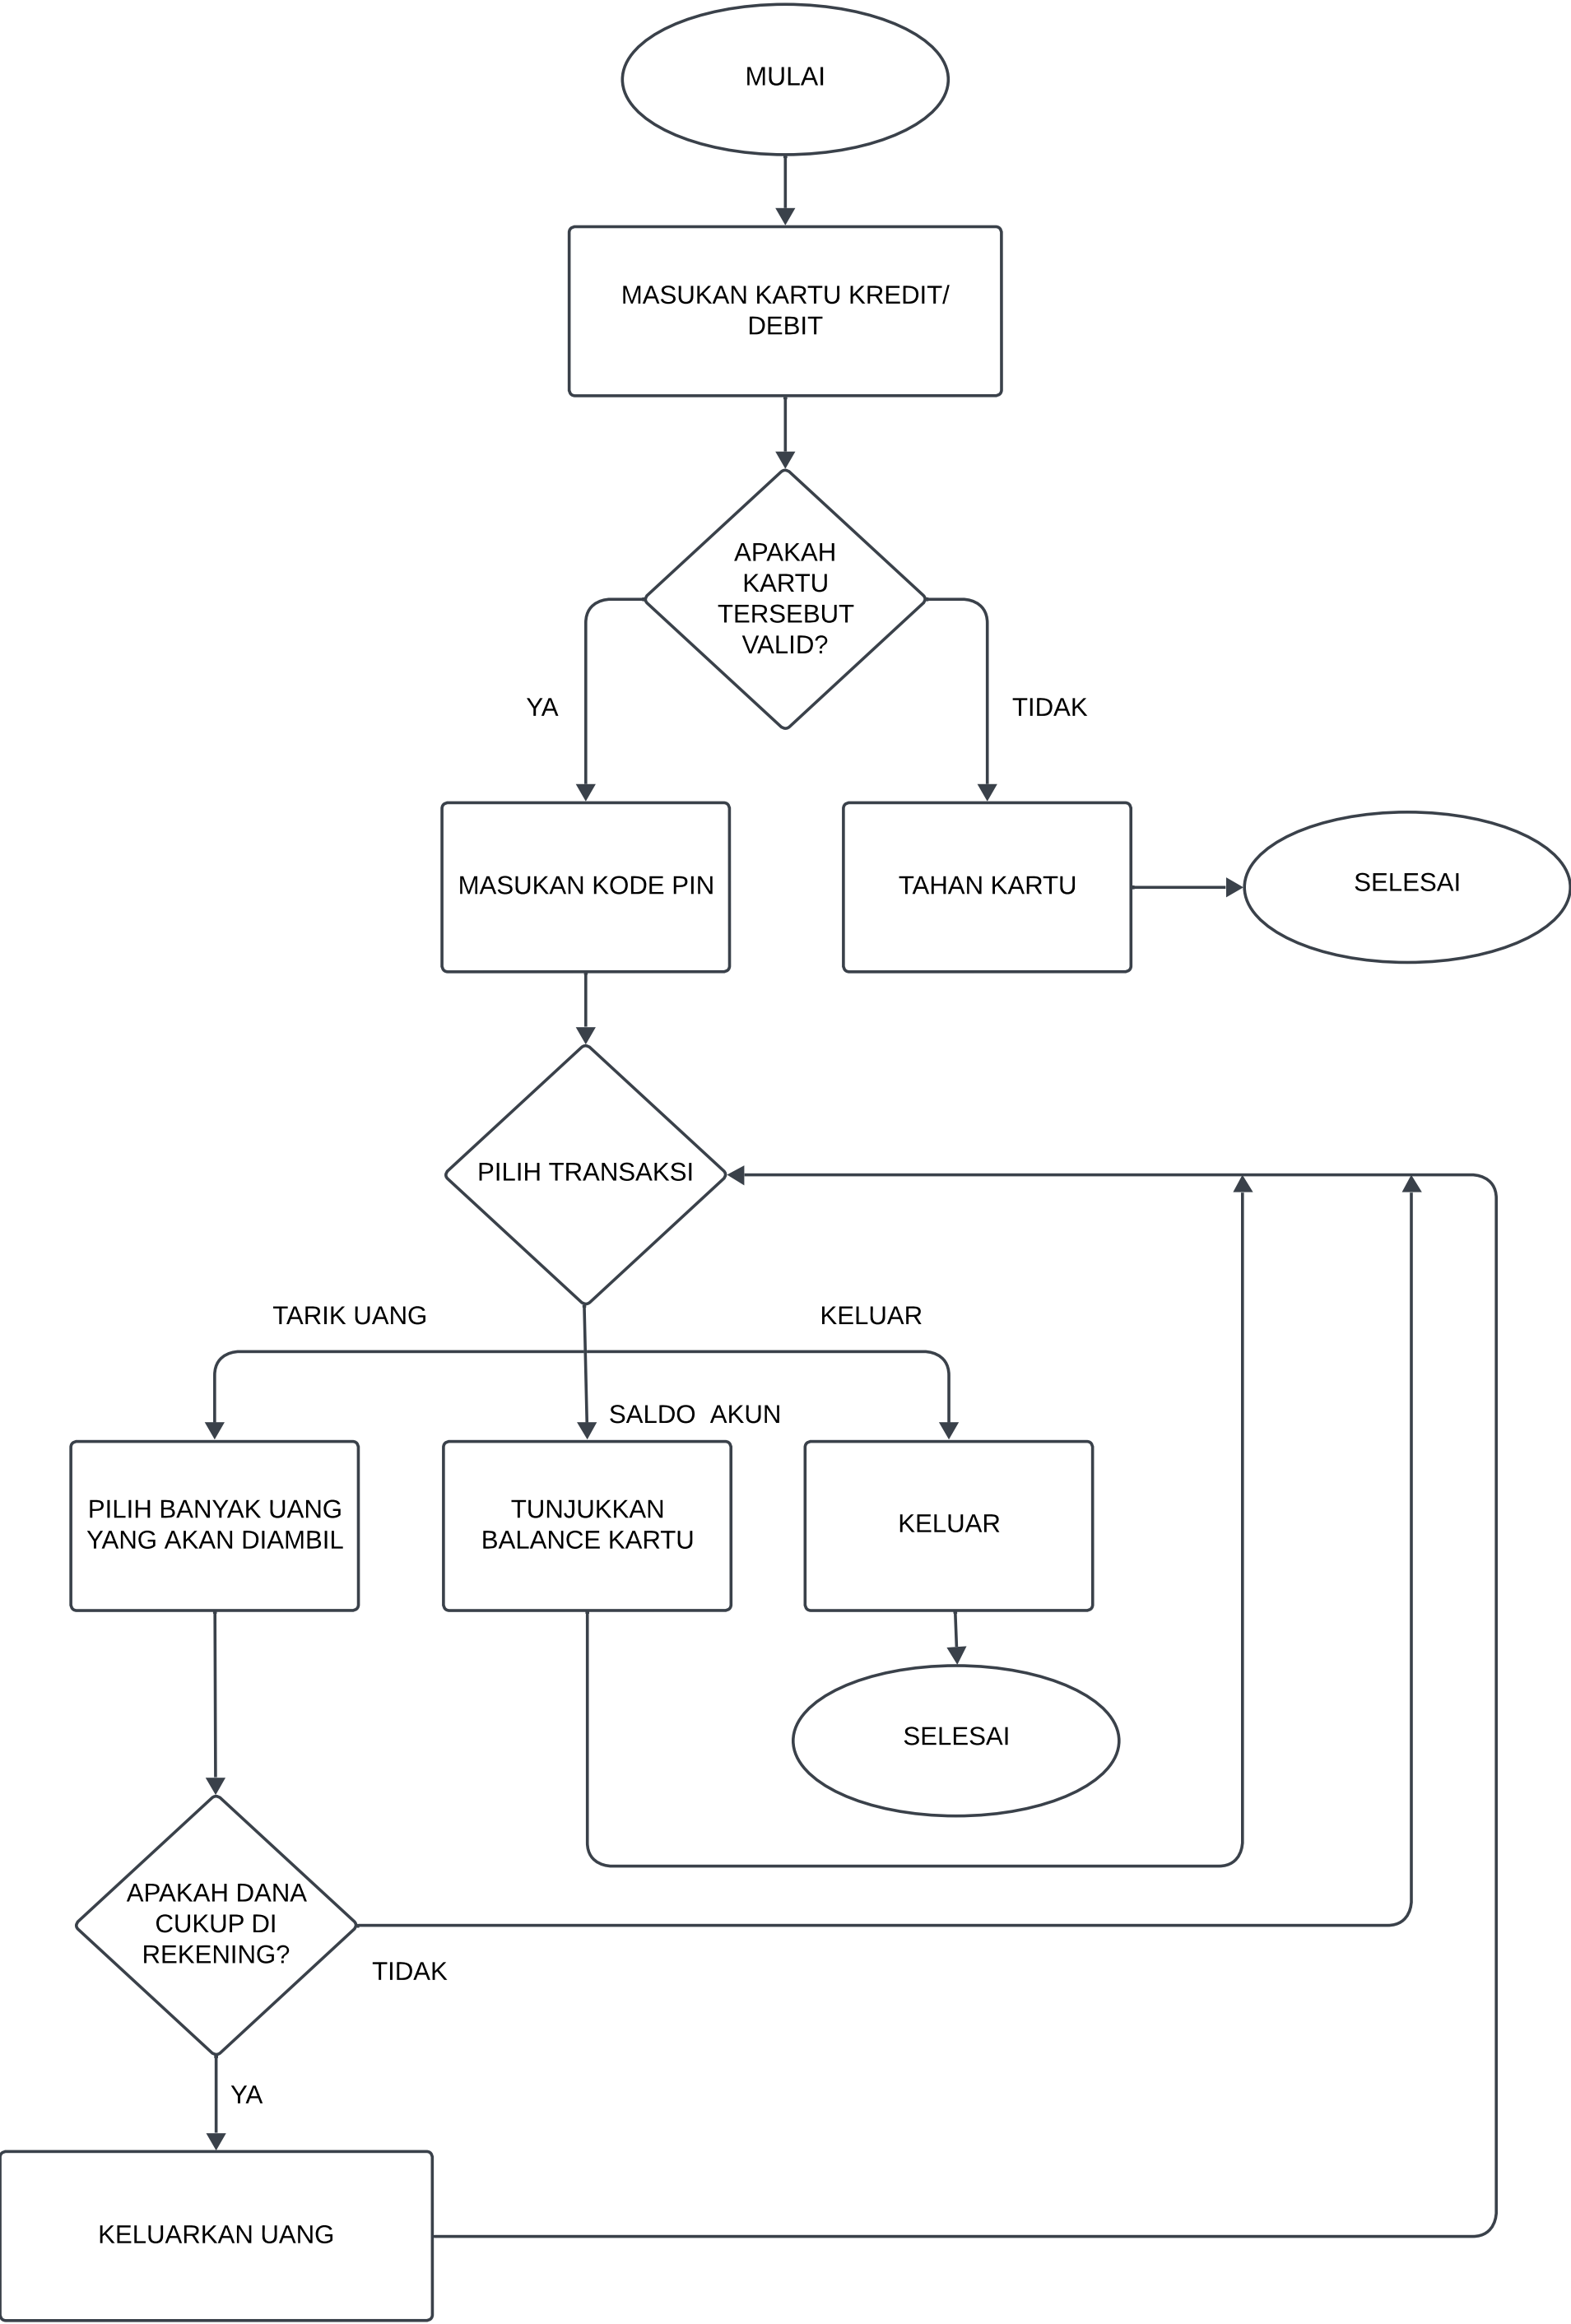 MULAI
MASUKAN KARTU KREDIT/
DEBIT
APAKAH
KARTU
TERSEBUT
VALID?
YA
TIDAK
MASUKAN KODE PIN
TAHAN KARTU
SELESAI
PILIH TRANSAKSI
TARIK UANG
KELUAR
SALDO  AKUN
PILIH BANYAK UANG
YANG AKAN DIAMBIL
TUNJUKKAN
BALANCE KARTU
KELUAR
SELESAI
APAKAH DANA
CUKUP DI
REKENING?
TIDAK
YA
KELUARKAN UANG